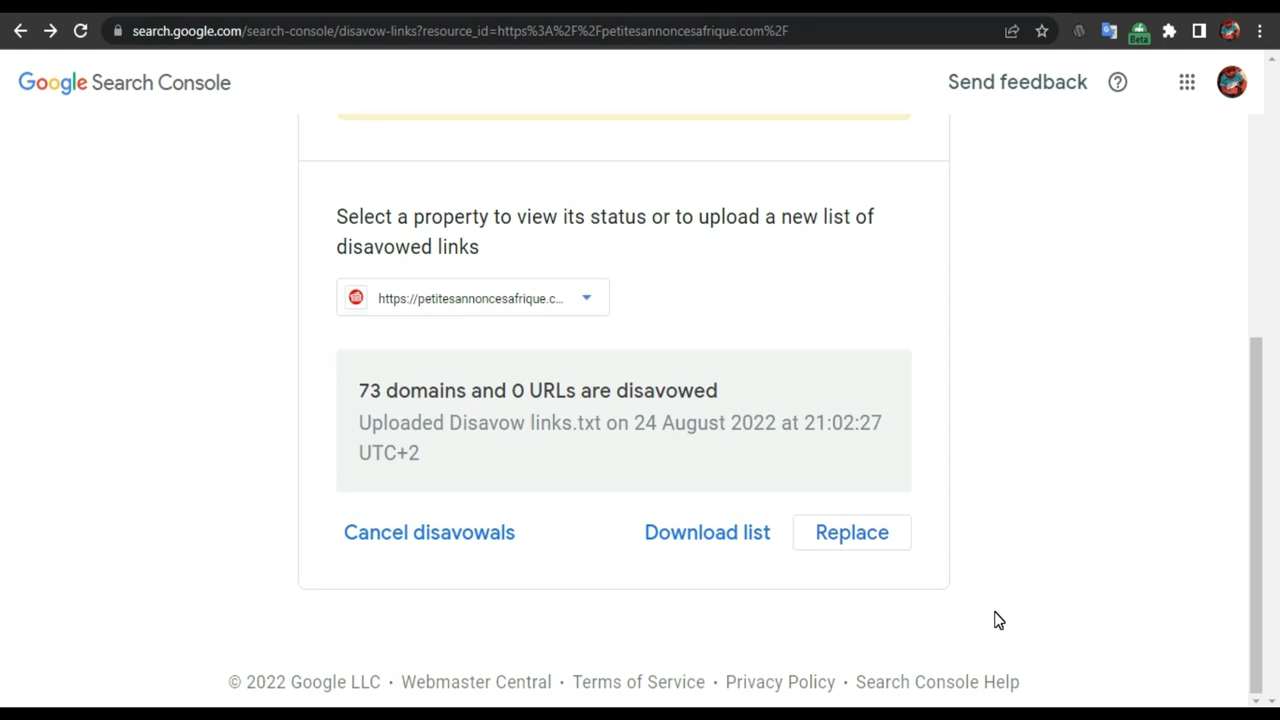 search.google.com/search-console/disavow-links?resource_id=https%3A%2F%2Fpetitesannoncesafrique.com%2F
Beta
Google Search Console
Send feedback
Select a property to view its status or to upload a new list of
disavowed links
https://petitesannoncesafrique.c...
73 domains and 0 URLs are disavowed
Uploaded Disavow links.txt on 24 August 2022 at 21:02:27
UTC+2
Cancel disavowals
Download list
Replace
© 2022 Google LLC • Webmaster Central • Terms of Service • Privacy Policy • Search Console Help